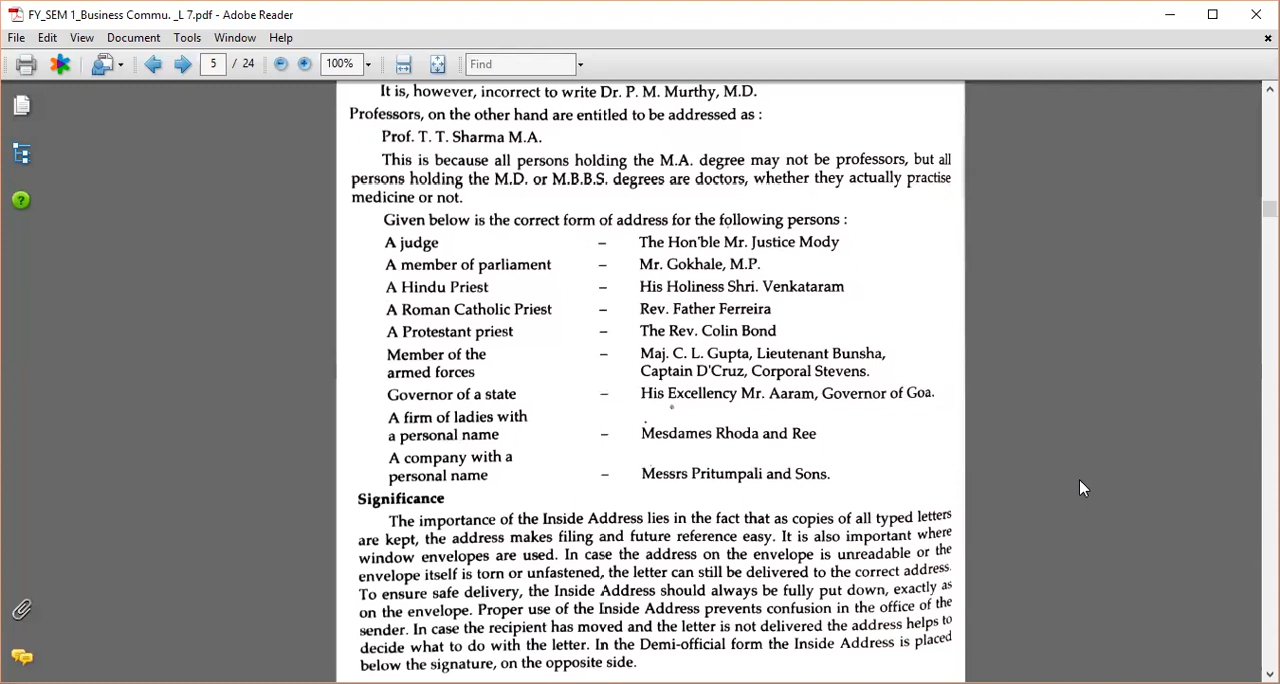 FY_SEM 1_Business Commu. _L 7.pdf - Adobe Reader
File Edit View Document Tools Window Help
5 / 24 100% Find
It is, however, incorrect to write Dr. P. M. Murthy, M.D.
Professors, on the other hand are entitled to be addressed as :
Prof. T. T. Sharma M.A.
This is because all persons holding the M.A. degree may not be professors, but all
persons holding the M.D. or M.B.B.S. degrees are doctors, whether they actually practise
medicine or not.
Given below is the correct form of address for the following persons :
A judge – The Hon'ble Mr. Justice Mody
A member of parliament – Mr. Gokhale, M.P.
A Hindu Priest – His Holiness Shri. Venkataram
A Roman Catholic Priest – Rev. Father Ferreira
A Protestant priest – The Rev. Colin Bond
Member of the – Maj. C. L. Gupta, Lieutenant Bunsha,
armed forces Captain D'Cruz, Corporal Stevens.
Governor of a state – His Excellency Mr. Aaram, Governor of Goa.
A firm of ladies with
a personal name – Mesdames Rhoda and Ree
A company with a
personal name – Messrs Pritumpali and Sons.
Significance
The importance of the Inside Address lies in the fact that as copies of all typed letters
are kept, the address makes filing and future reference easy. It is also important where
window envelopes are used. In case the address on the envelope is unreadable or the
envelope itself is torn or unfastened, the letter can still be delivered to the correct address.
To ensure safe delivery, the Inside Address should always be fully put down, exactly as
on the envelope. Proper use of the Inside Address prevents confusion in the office of the
sender. In case the recipient has moved and the letter is not delivered the address helps to
decide what to do with the letter. In the Demi-official form the Inside Address is placed
below the signature, on the opposite side.